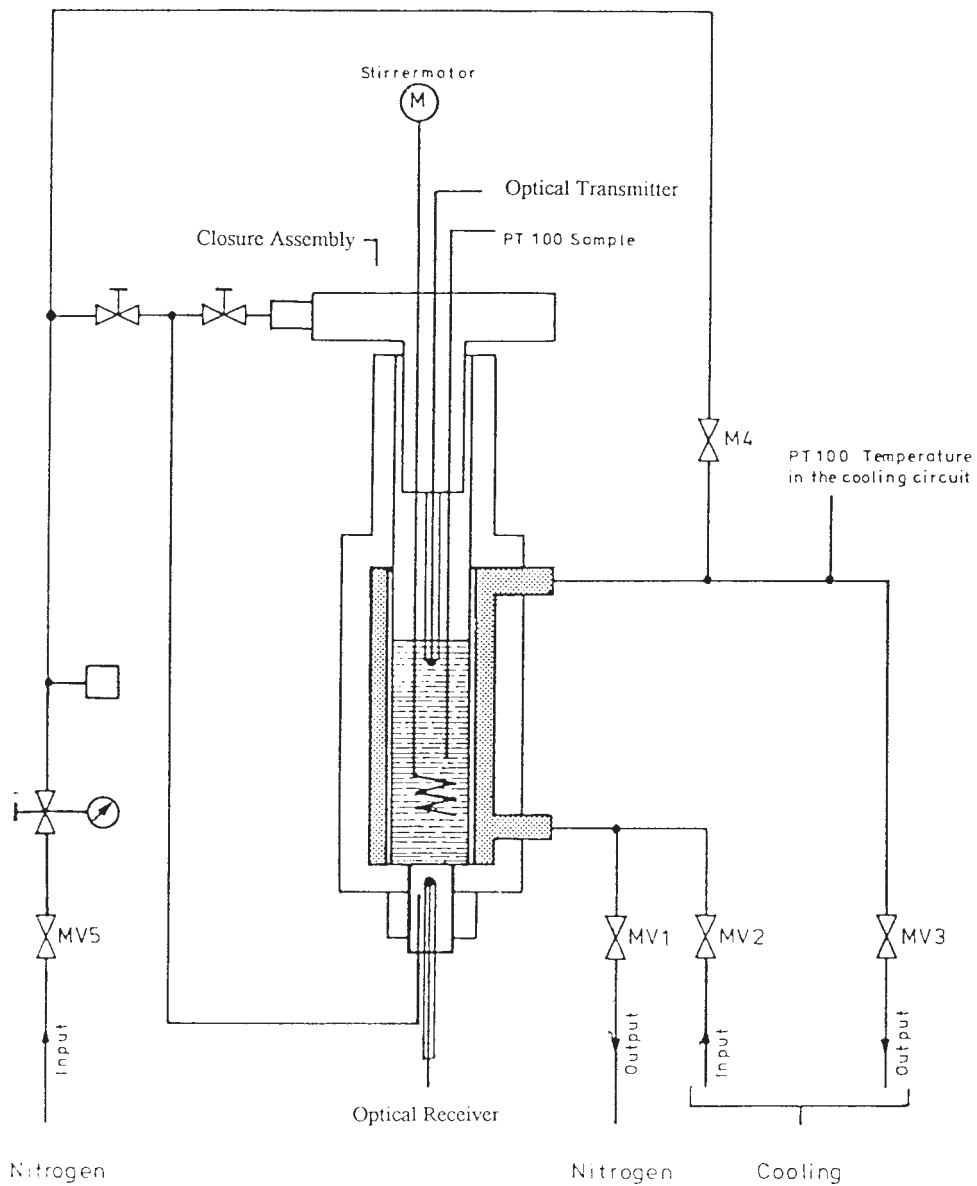 Stirrermotor
M
Optical Transmitter
Closure Assembly
PT 100 Sample
M4
PT100 Temperature
in the cooling circuit
MV5
MV1
MV2
MV3
Input
Output
Input
Output
Optical Receiver
Nitrogen
Nitrogen
Cooling